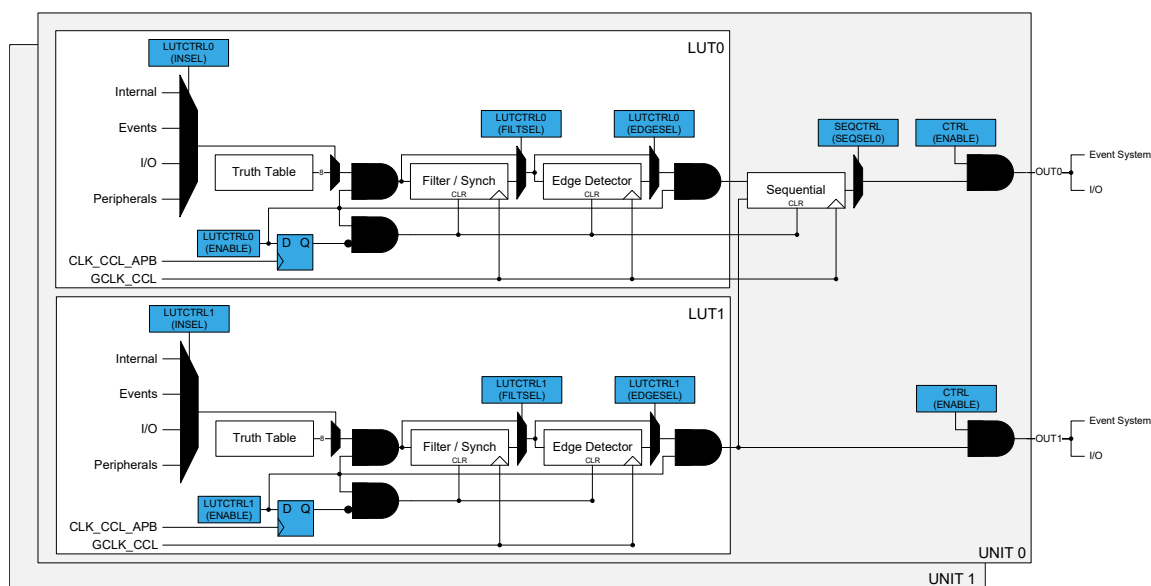 LUTCTRL0
(INSEL)
LUT0
Internal
Events
I/O
Peripherals
Truth Table
8
LUTCTRL0
(FILTSEL)
LUTCTRL0
(EDGESEL)
Filter / Synch
CLR
Edge Detector
CLR
SEQCTRL
(SEQSEL0)
CTRL
(ENABLE)
Sequential
CLR
OUT0
Event System
I/O
LUTCTRL0
(ENABLE)
D Q
CLK_CCL_APB
GCLK_CCL
LUTCTRL1
(INSEL)
LUT1
Internal
Events
I/O
Peripherals
Truth Table
8
LUTCTRL1
(FILTSEL)
LUTCTRL1
(EDGESEL)
Filter / Synch
CLR
Edge Detector
CLR
CTRL
(ENABLE)
OUT1
Event System
I/O
LUTCTRL1
(ENABLE)
D Q
CLK_CCL_APB
GCLK_CCL
UNIT 0
UNIT 1